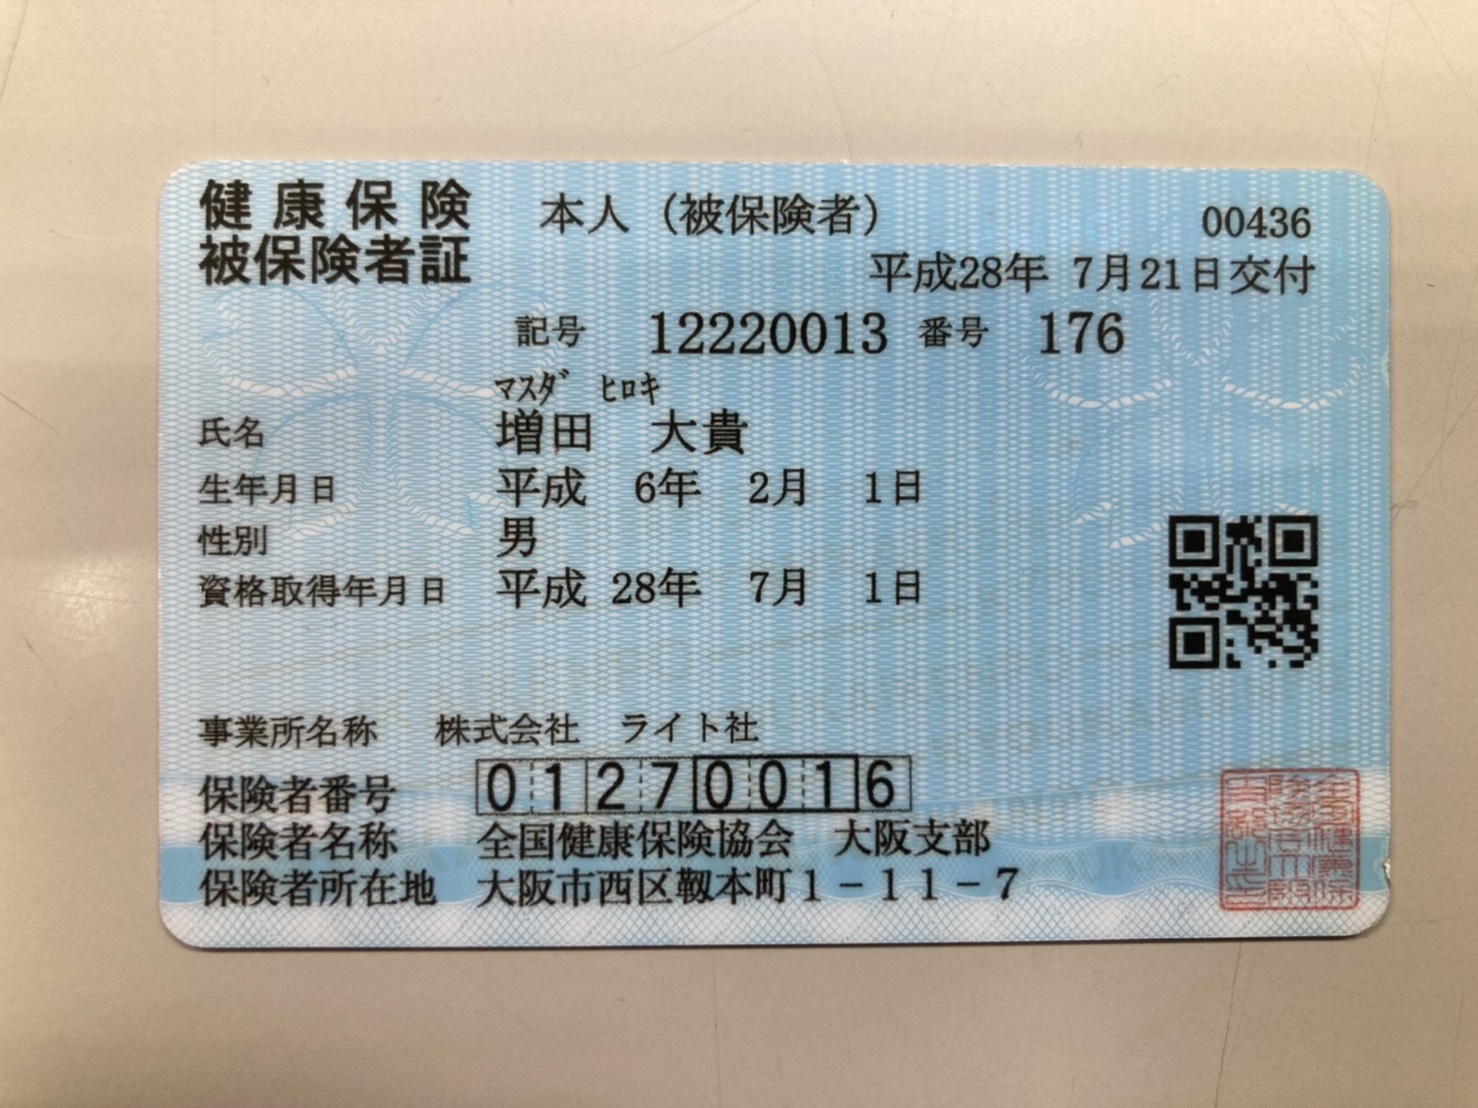 健康保険 本人（被保険者） 00436
被保険者証 平成28年 7月21日交付
記号 12220013 番号 176
ﾏｽﾀﾞ ﾋﾛｷ
氏名 増田 大貴
生年月日 平成 6年 2月 1日
性別 男
資格取得年月日 平成 28年 7月 1日
事業所名称 株式会社 ライト社
保険者番号 01270016
保険者名称 全国健康保険協会 大阪支部
保険者所在地 大阪市西区靱本町1－11－7